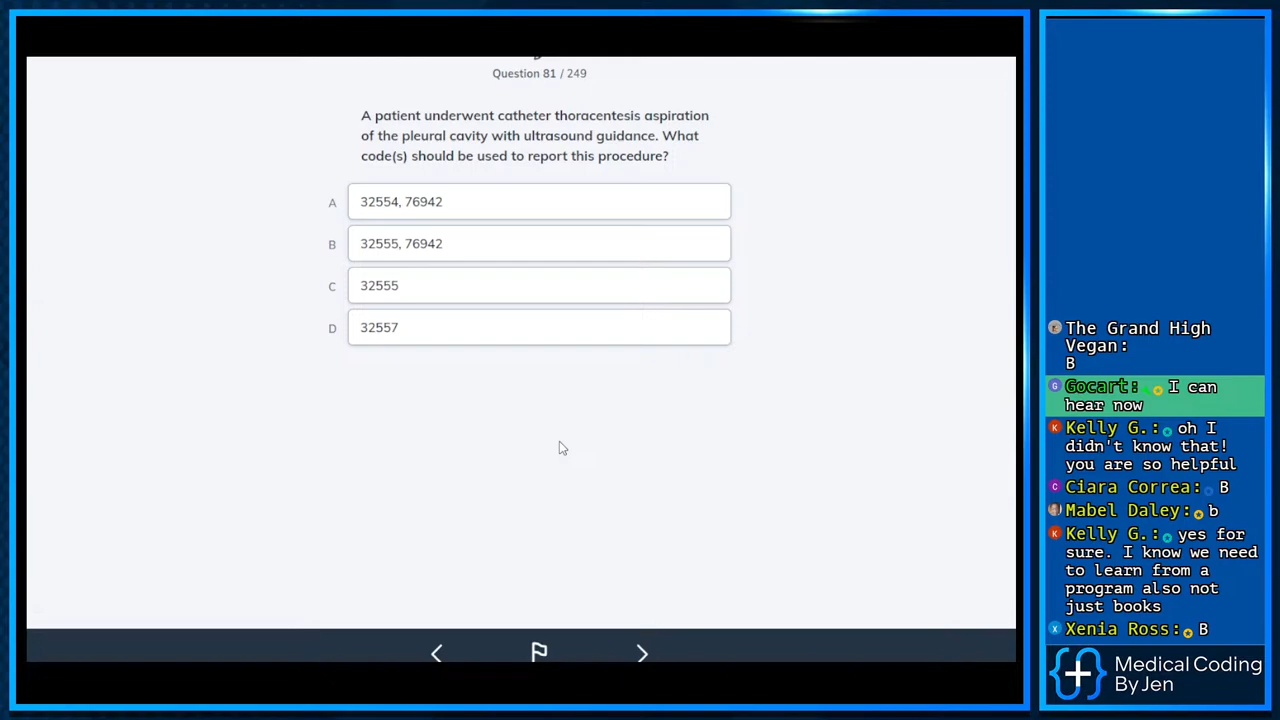 Question 81 / 249
A patient underwent catheter thoracentesis aspiration
of the pleural cavity with ultrasound guidance. What
code(s) should be used to report this procedure?
A 32554, 76942
B 32555, 76942
C 32555
D 32557
The Grand High
Vegan:
B
G Gocart: I can
hear now
K Kelly G.: oh I
didn't know that!
you are so helpful
C Ciara Correa: B
Mabel Daley: b
K Kelly G.: yes for
sure. I know we need
to learn from a
program also not
just books
X Xenia Ross: B
Medical Coding
By Jen